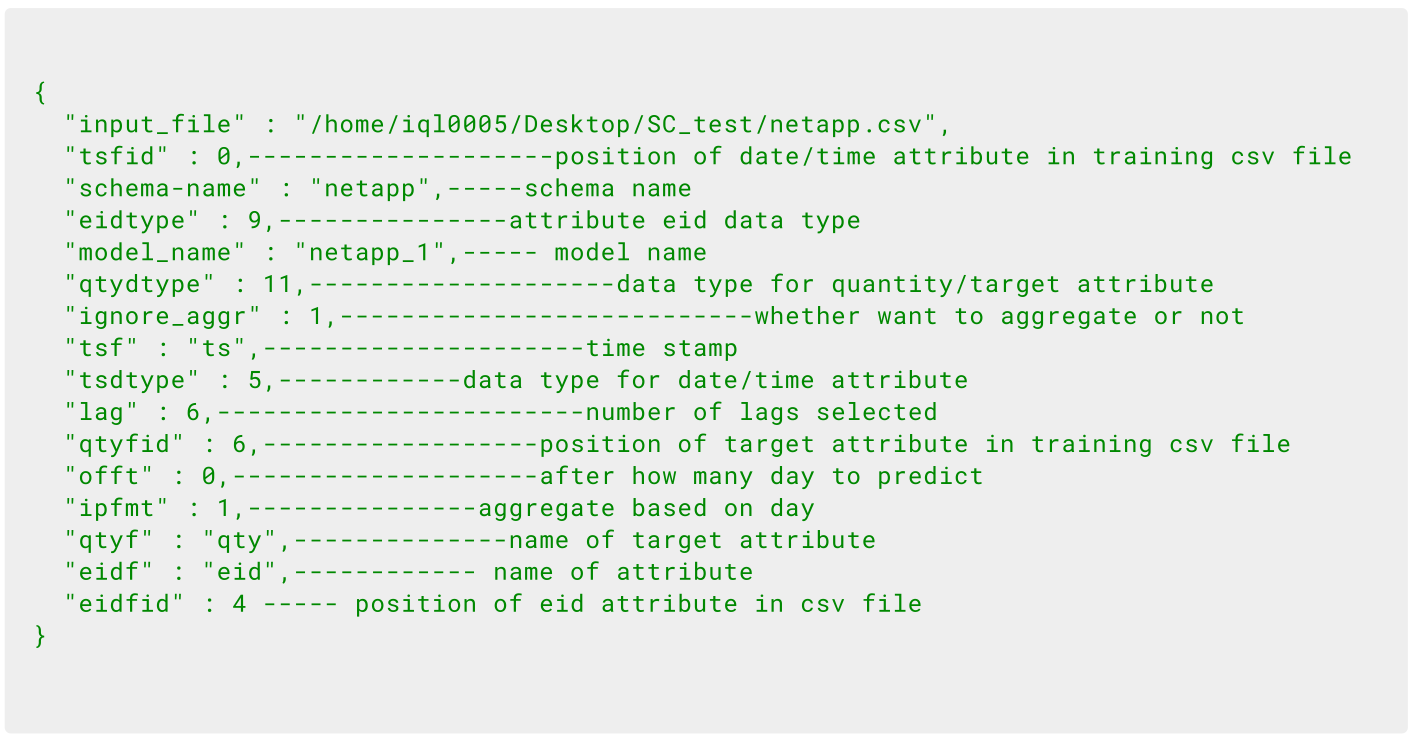 {
"input_file" : "/home/iql0005/Desktop/SC_test/netapp.csv",
"tsfid" : 0,--------------------position of date/time attribute in training csv file
"schema-name" : "netapp",-----schema name
"eidtype" : 9,---------------attribute eid data type
"model_name" : "netapp_1",----- model name
"qtydtype" : 11,--------------------data type for quantity/target attribute
"ignore_aggr" : 1,---------------------------whether want to aggregate or not
"tsf" : "ts",---------------------time stamp
"tsdtype" : 5,------------data type for date/time attribute
"lag" : 6,------------------------number of lags selected
"qtyfid" : 6,------------------position of target attribute in training csv file
"offt" : 0,--------------------after how many day to predict
"ipfmt" : 1,---------------aggregate based on day
"qtyf" : "qty",--------------name of target attribute
"eidf" : "eid",------------ name of attribute
"eidfid" : 4 ----- position of eid attribute in csv file
}